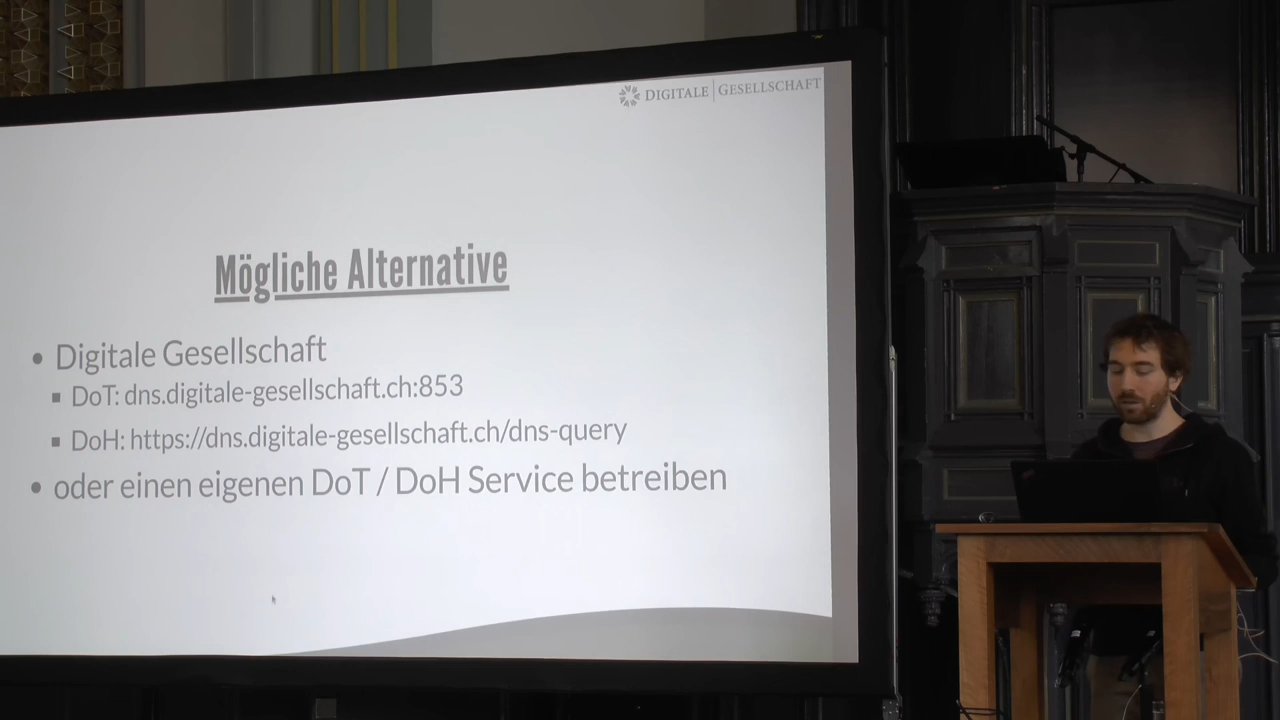 DIGITALE GESELLSCHAFT
Mögliche Alternative
• Digitale Gesellschaft
▪ DoT: dns.digitale-gesellschaft.ch:853
▪ DoH: https://dns.digitale-gesellschaft.ch/dns-query
• oder einen eigenen DoT / DoH Service betreiben